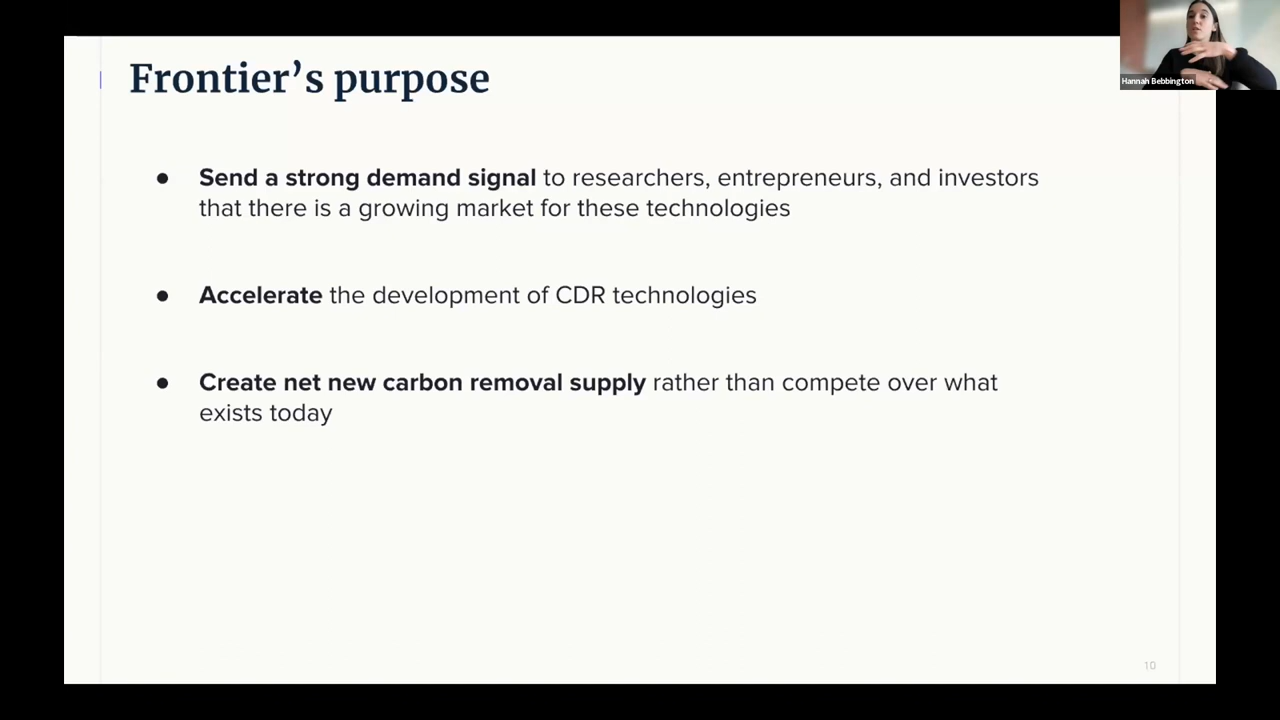 Frontier’s purpose
Hannah Bebbington
● Send a strong demand signal to researchers, entrepreneurs, and investors
that there is a growing market for these technologies
● Accelerate the development of CDR technologies
● Create net new carbon removal supply rather than compete over what
exists today
10